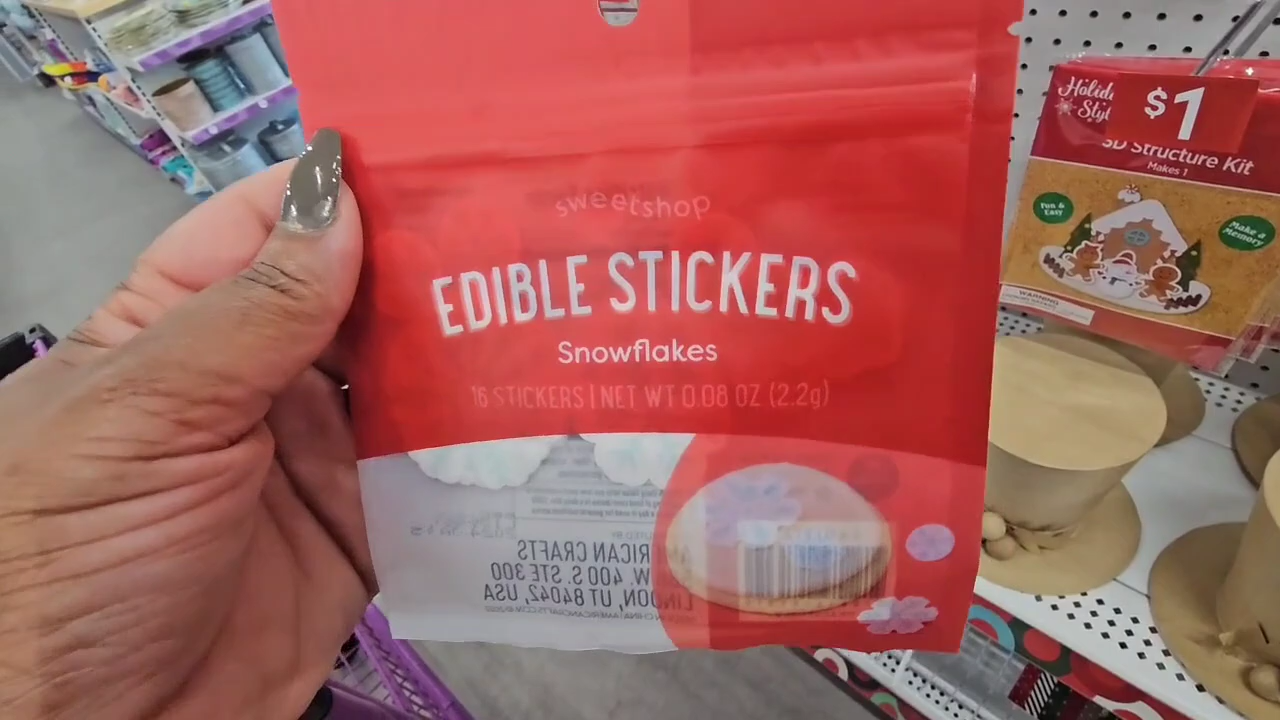 sweetshop
EDIBLE STICKERS
Snowflakes
16 STICKERS | NET WT 0.08 OZ (2.2g)
AMERICAN CRAFTS
W. 400 S. STE 300
LINDON, UT 84042, USA
$1
3D Structure Kit
Makes 1
Fun &
Easy
Make a
Memory
WARNING